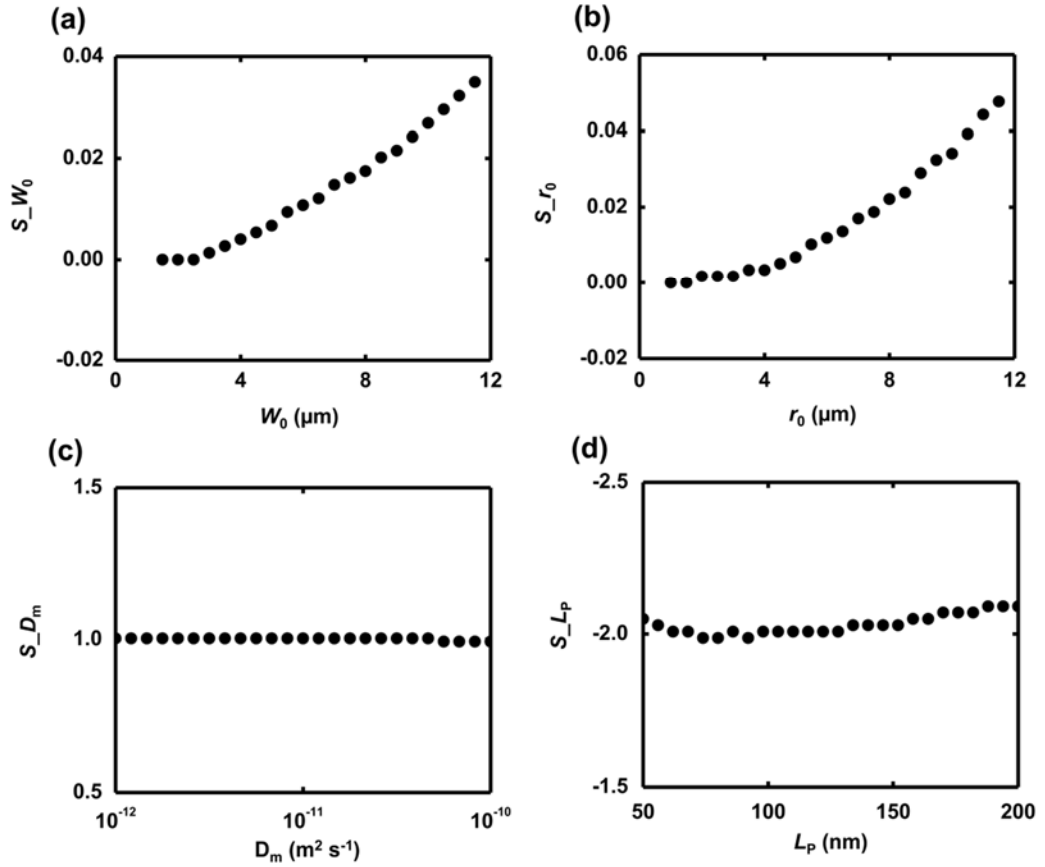 (a)
0.04
0.02
0.00
-0.02
S_W₀
0 4 8 12
W₀ (µm)
(b)
0.06
0.04
0.02
0.00
-0.02
S_r₀
0 4 8 12
r₀ (µm)
(c)
1.5
1.0
0.5
S_Dₘ
10⁻¹² 10⁻¹¹ 10⁻¹⁰
Dₘ (m² s⁻¹)
(d)
-2.5
-2.0
-1.5
S_Lₚ
50 100 150 200
Lₚ (nm)